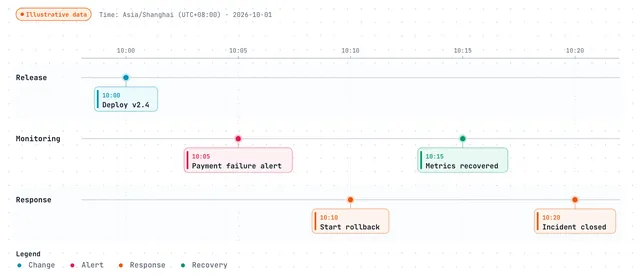 Illustrative data Time: Asia/Shanghai (UTC+08:00) · 2026-10-01
10:00 10:05 10:10 10:15 10:20
Release
10:00
Deploy v2.4
Monitoring
10:05
Payment failure alert
10:15
Metrics recovered
Response
10:10
Start rollback
10:20
Incident closed
Legend
Change Alert Response Recovery